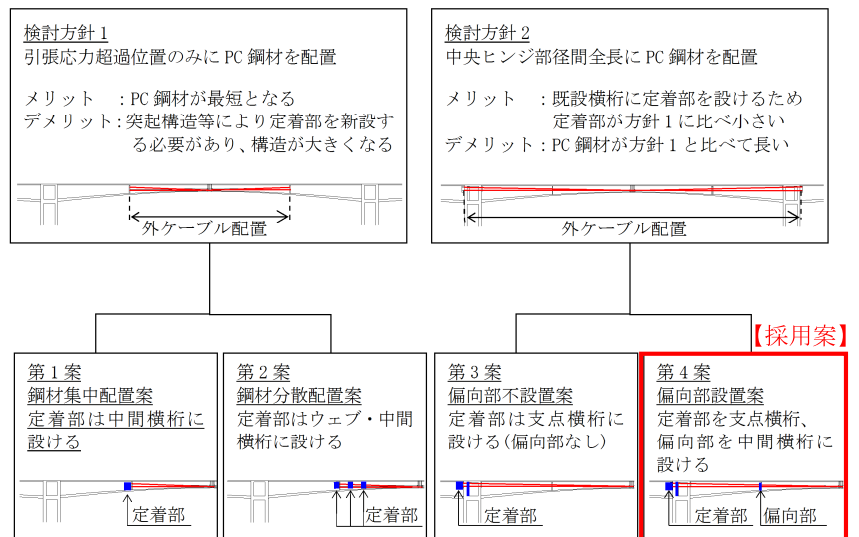 検討方針1
引張応力超過位置のみに PC 鋼材を配置
メリット　：PC 鋼材が最短となる
デメリット：突起構造等により定着部を新設す
る必要があり、構造が大きくなる
外ケーブル配置
検討方針2
中央ヒンジ部径間全長に PC 鋼材を配置
メリット　：既設横桁に定着部を設けるため
定着部が方針1に比べ小さい
デメリット：PC 鋼材が方針1と比べて長い
外ケーブル配置
第1案
鋼材集中配置案
定着部は中間横桁に
設ける
定着部
第2案
鋼材分散配置案
定着部はウェブ・中間
横桁に設ける
定着部
第3案
偏向部不設置案
定着部は支点横桁に
設ける(偏向部なし)
定着部
【採用案】
第4案
偏向部設置案
定着部を支点横桁、
偏向部を中間横桁に
設ける
定着部
偏向部